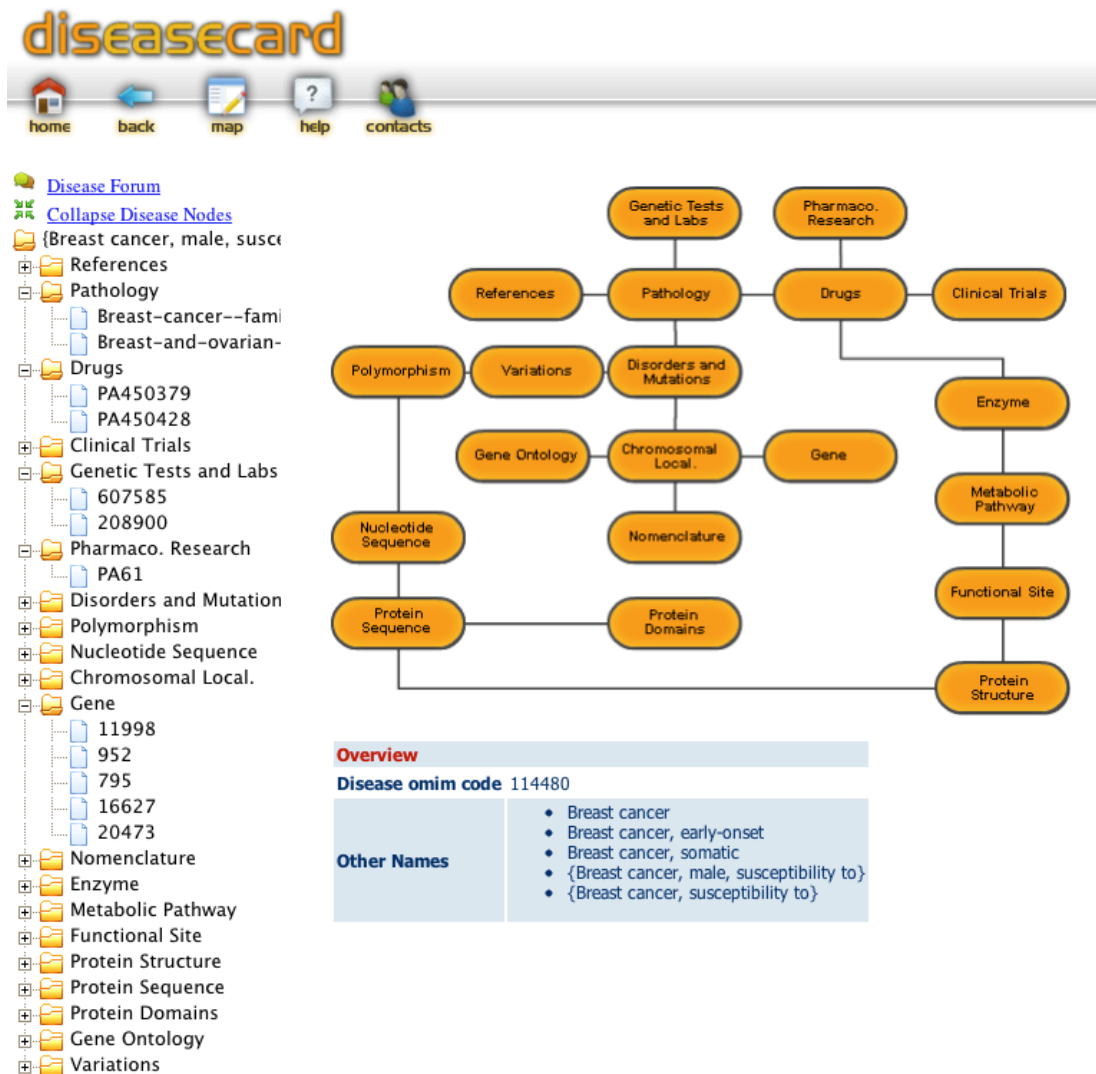 diseasecard
home back map help contacts
Disease Forum
Collapse Disease Nodes
{Breast cancer, male, susce
References
Pathology
Breast-cancer--fami
Breast-and-ovarian-
Drugs
PA450379
PA450428
Clinical Trials
Genetic Tests and Labs
607585
208900
Pharmaco. Research
PA61
Disorders and Mutation
Polymorphism
Nucleotide Sequence
Chromosomal Local.
Gene
11998
952
795
16627
20473
Nomenclature
Enzyme
Metabolic Pathway
Functional Site
Protein Structure
Protein Sequence
Protein Domains
Gene Ontology
Variations
Genetic Tests
and Labs
Pharmaco.
Research
References
Pathology
Drugs
Clinical Trials
Polymorphism
Variations
Disorders and
Mutations
Enzyme
Gene Ontology
Chromosomal
Local.
Gene
Metabolic
Pathway
Nucleotide
Sequence
Nomenclature
Functional Site
Protein
Sequence
Protein
Domains
Protein
Structure
Overview
Disease omim code 114480
Other Names
• Breast cancer
• Breast cancer, early-onset
• Breast cancer, somatic
• {Breast cancer, male, susceptibility to}
• {Breast cancer, susceptibility to}